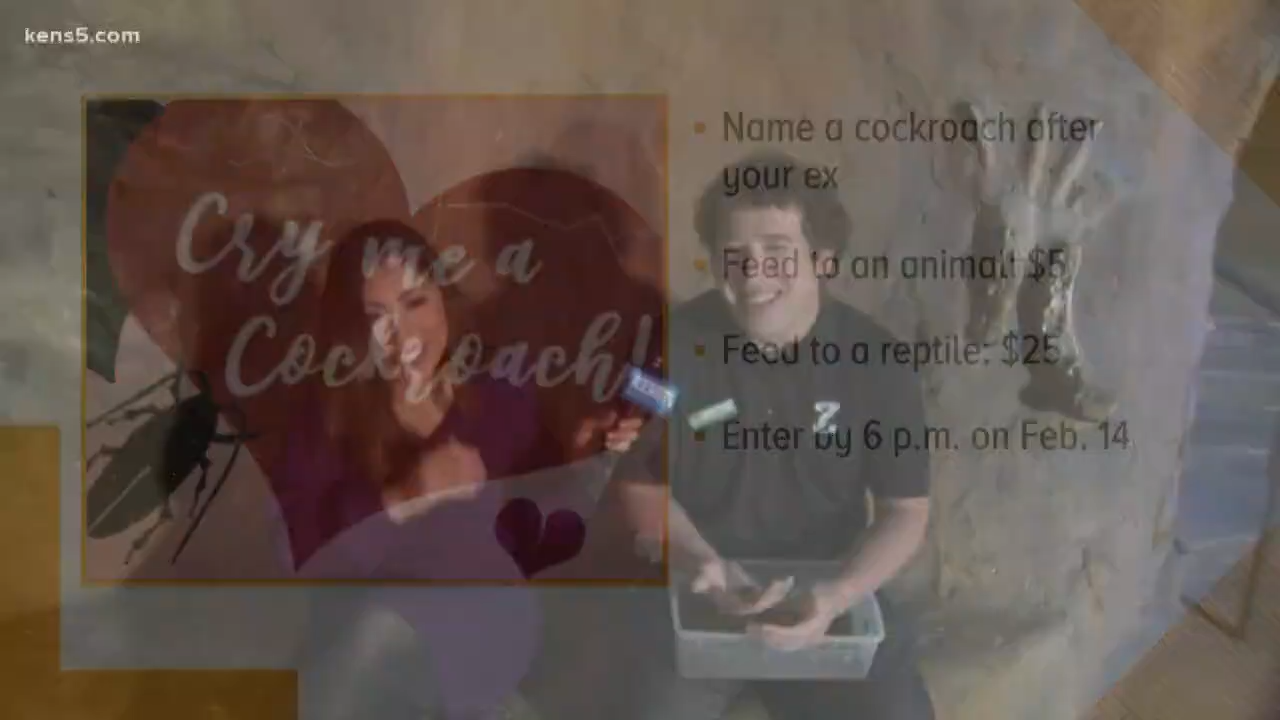 kens5.com
Cry me a
Cockroach!
Name a cockroach after
your ex
Feed to an animal: $5
Feed to a reptile: $25
Enter by 6 p.m. on Feb. 14
Z